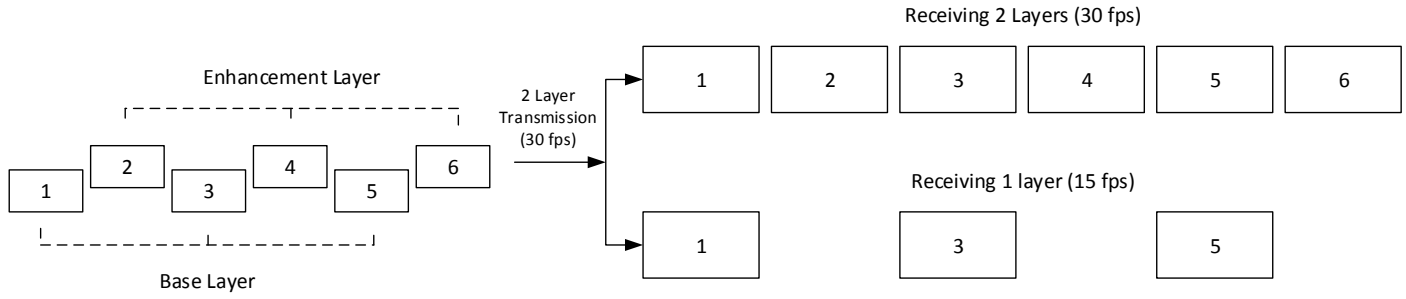 Receiving 2 Layers (30 fps)
1 2 3 4 5 6
Enhancement Layer
2 Layer
Transmission
(30 fps)
2 4 6
1 3 5
Base Layer
Receiving 1 layer (15 fps)
1 3 5